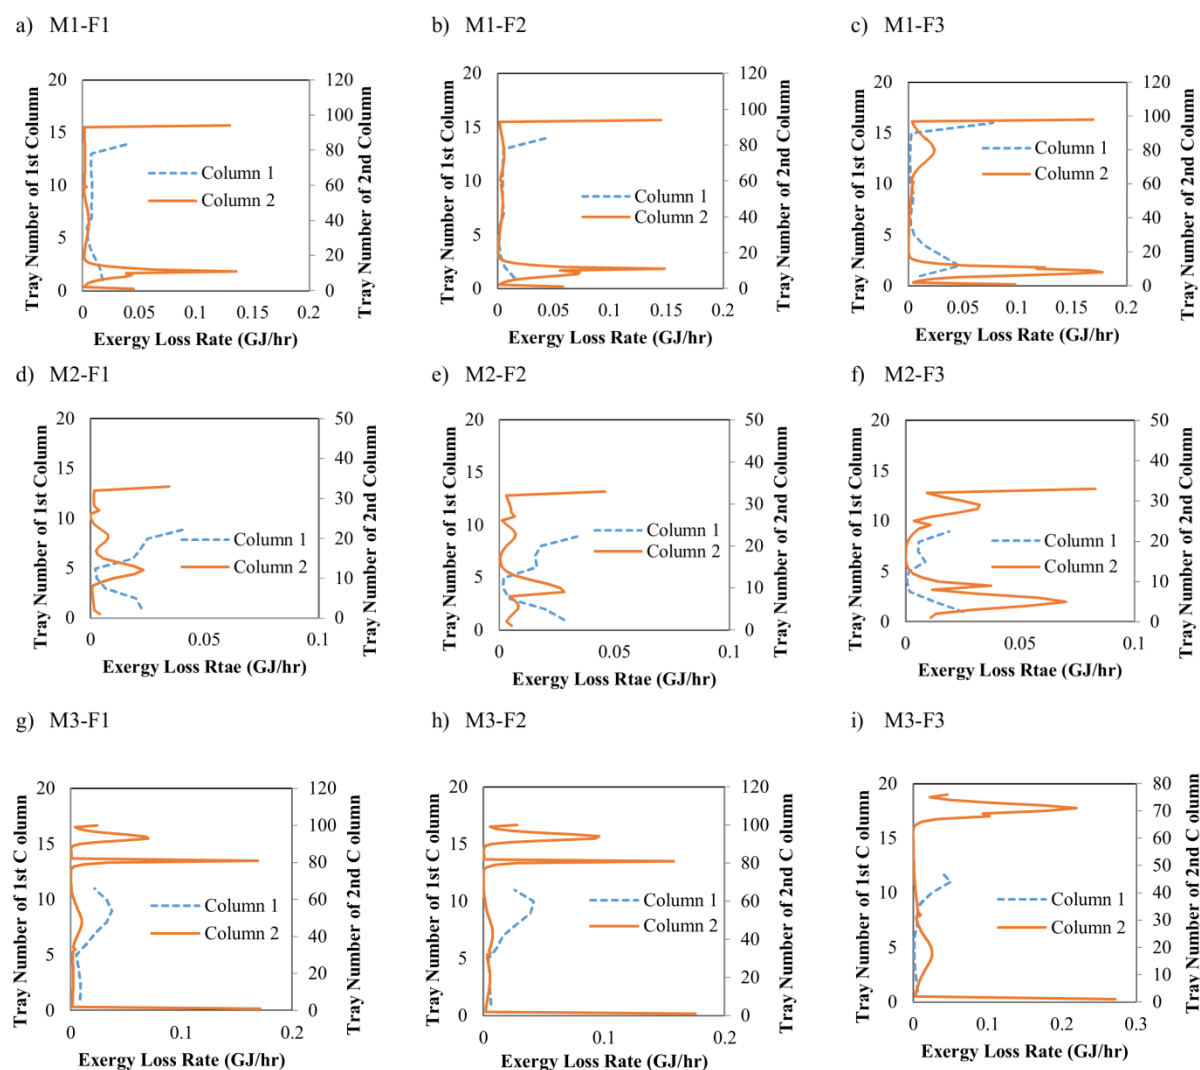 a) M1-F1
b) M1-F2
c) M1-F3
Tray Number of 1st Column
20
15
10
5
0
0 0.05 0.1 0.15 0.2
Exergy Loss Rate (GJ/hr)
120
100
80
60
40
20
0
Tray Number of 2nd Column
Column 1
Column 2
Tray Number of 1st Column
20
15
10
5
0
0 0.05 0.1 0.15 0.2
Exergy Loss Rate (GJ/hr)
120
100
80
60
40
20
0
Tray Number of 2nd Column
Column 1
Column 2
Tray Number of 1st Column
20
15
10
5
0
0 0.05 0.1 0.15 0.2
Exergy Loss Rate (GJ/hr)
120
100
80
60
40
20
0
Tray Number of 2nd Column
Column 1
Column 2
d) M2-F1
e) M2-F2
f) M2-F3
Tray Number of 1st Column
20
15
10
5
0
0 0.05 0.1
Exergy Loss Rtae (GJ/hr)
50
40
30
20
10
0
Tray Number of 2nd Column
Column 1
Column 2
Tray Number of 1st Column
20
15
10
5
0
0 0.05 0.1
Exergy Loss Rtae (GJ/hr)
50
40
30
20
10
0
Tray Number of 2nd Column
Column 1
Column 2
Tray Number of 1st Column
20
15
10
5
0
0 0.05 0.1
Exergy Loss Rtae (GJ/hr)
50
40
30
20
10
0
Tray Number of 2nd Column
Column 1
Column 2
g) M3-F1
h) M3-F2
i) M3-F3
Tray Number of 1st C olumn
20
15
10
5
0
0 0.1 0.2
Exergy Loss Rate (GJ/hr)
120
100
80
60
40
20
0
Tray Number of 2nd C olumn
Column 1
Column 2
Tray Number of 1st C olumn
20
15
10
5
0
0 0.1 0.2
Exergy Loss Rate (GJ/hr)
120
100
80
60
40
20
0
Tray Number of 2nd C olumn
Column 1
Column 2
Tray Number of 1st C olumn
20
15
10
5
0
0 0.1 0.2 0.3
Exergy Loss Rate (GJ/hr)
80
70
60
50
40
30
20
10
0
Tray Number of 2nd C olumn
Column 1
Column 2